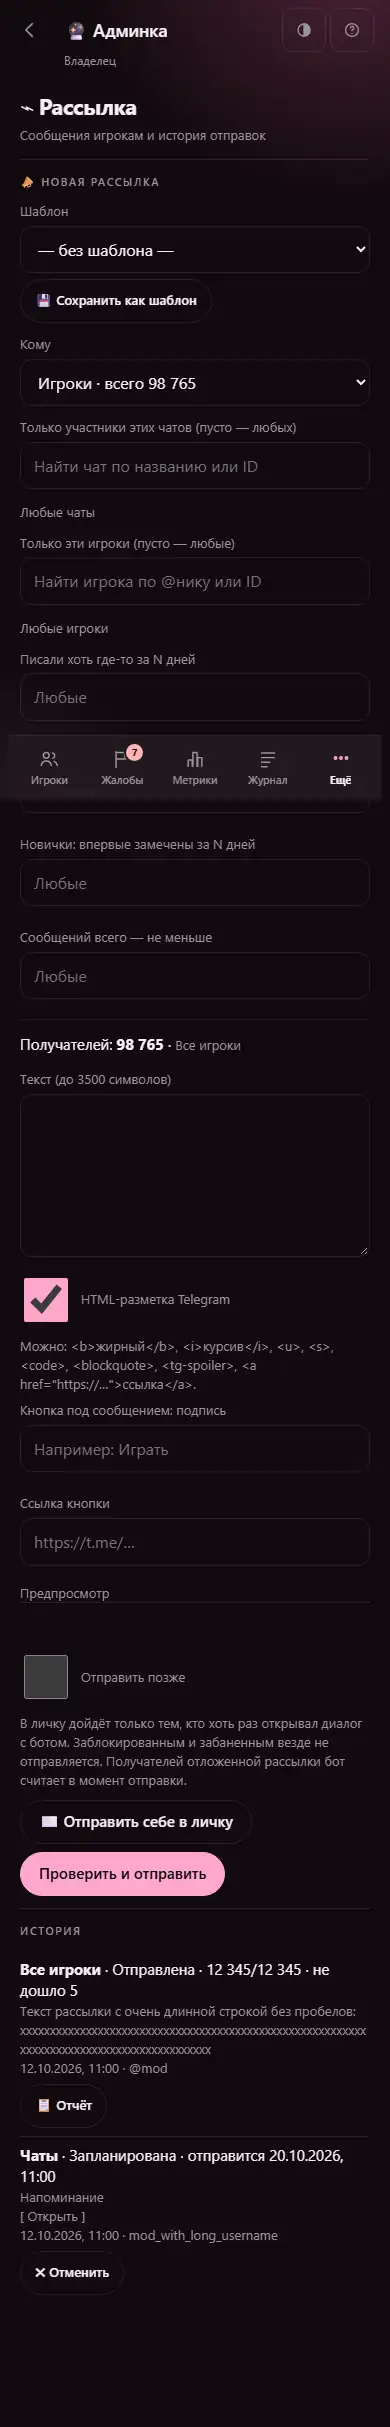 Админка
Владелец
Рассылка
Сообщения игрокам и история отправок
НОВАЯ РАССЫЛКА
Шаблон
— без шаблона —
Сохранить как шаблон
Кому
Игроки · всего 98 765
Только участники этих чатов (пусто — любых)
Найти чат по названию или ID
Любые чаты
Только эти игроки (пусто — любые)
Найти игрока по @нику или ID
Любые игроки
Писали хоть где-то за N дней
Любые
7
Игроки
Жалобы
Метрики
Журнал
Ещё
Новички: впервые замечены за N дней
Любые
Сообщений всего — не меньше
Любые
Получателей: 98 765 · Все игроки
Текст (до 3500 символов)
HTML-разметка Telegram
Можно: <b>жирный</b>, <i>курсив</i>, <u>, <s>,
<code>, <blockquote>, <tg-spoiler>, <a
href="https://...">ссылка</a>.
Кнопка под сообщением: подпись
Например: Играть
Ссылка кнопки
https://t.me/...
Предпросмотр
Отправить позже
В личку дойдёт только тем, кто хоть раз открывал диалог
с ботом. Заблокированным и забаненным везде не
отправляется. Получателей отложенной рассылки бот
считает в момент отправки.
Отправить себе в личку
Проверить и отправить
ИСТОРИЯ
Все игроки · Отправлена · 12 345/12 345 · не
дошло 5
Текст рассылки с очень длинной строкой без пробелов:
12.10.2026, 11:00 · @mod
Отчёт
Чаты · Запланирована · отправится 20.10.2026,
11:00
Напоминание
[ Открыть ]
12.10.2026, 11:00 · mod_with_long_username
✕ Отменить